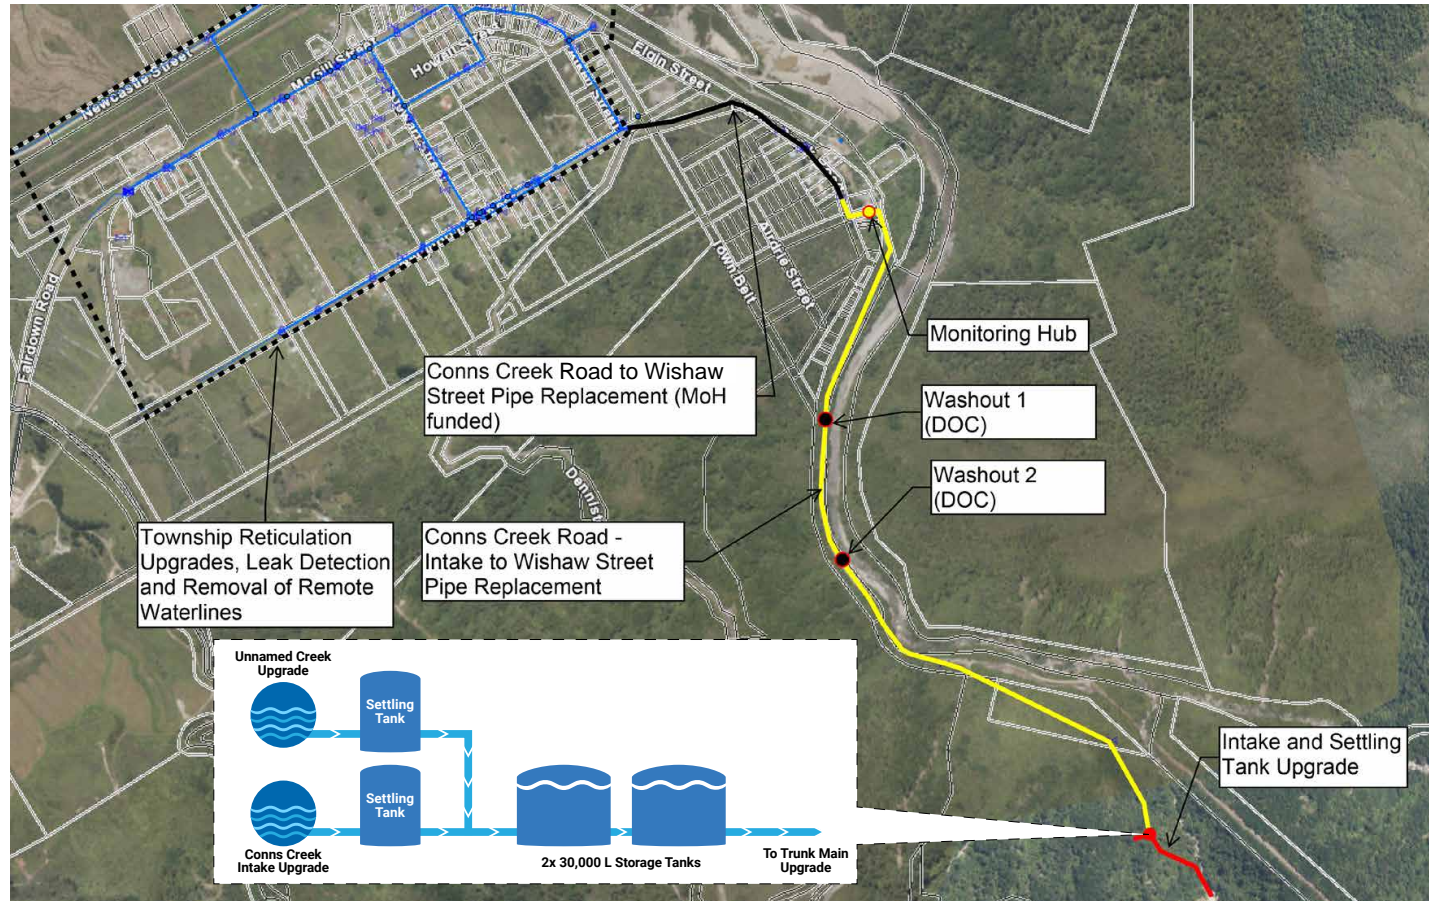 Newcastle Street
McGill Street
Howan Street
Elgin Street
Fairdown Road
Town Belt
Airdrie Street
Monitoring Hub
Conns Creek Road to Wishaw
Street Pipe Replacement (MoH
funded)
Washout 1
(DOC)
Washout 2
(DOC)
Dennist
Township Reticulation
Upgrades, Leak Detection
and Removal of Remote
Waterlines
Conns Creek Road -
Intake to Wishaw Street
Pipe Replacement
Intake and Settling
Tank Upgrade
Unnamed Creek
Upgrade
Settling
Tank
Settling
Tank
Conns Creek
Intake Upgrade
2x 30,000 L Storage Tanks
To Trunk Main
Upgrade